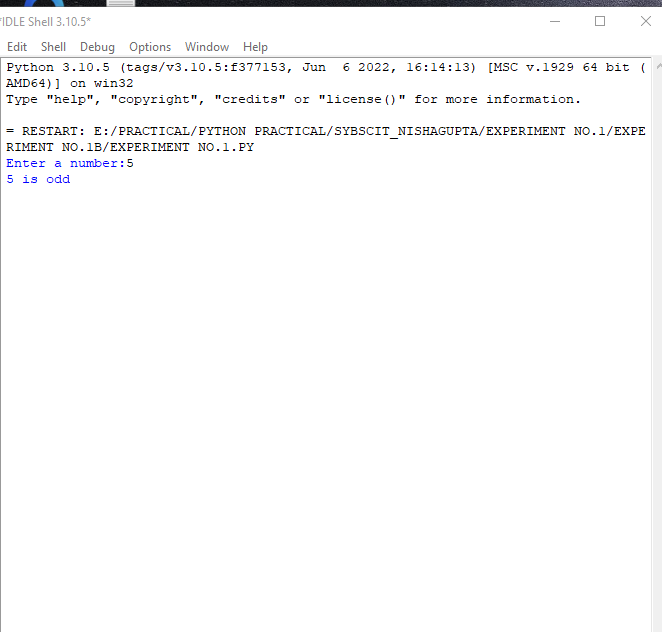 *IDLE Shell 3.10.5*
Edit Shell Debug Options Window Help
Python 3.10.5 (tags/v3.10.5:f377153, Jun  6 2022, 16:14:13) [MSC v.1929 64 bit (
AMD64)] on win32
Type "help", "copyright", "credits" or "license()" for more information.
= RESTART: E:/PRACTICAL/PYTHON PRACTICAL/SYBSCIT_NISHAGUPTA/EXPERIMENT NO.1/EXPE
RIMENT NO.1B/EXPERIMENT NO.1.PY
Enter a number:5
5 is odd